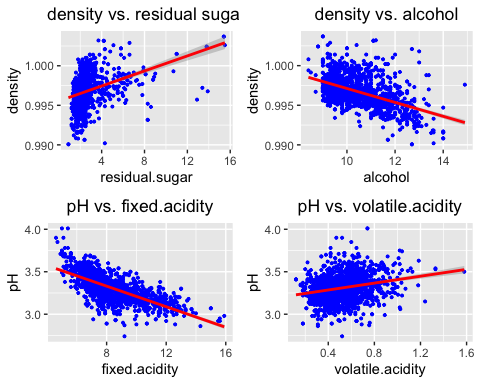 density vs. residual suga
density
1.000
0.995
0.990
4
8
12
16
residual.sugar
density vs. alcohol
density
1.000
0.995
0.990
10
12
14
alcohol
pH vs. fixed.acidity
pH
4.0
3.5
3.0
8
12
16
fixed.acidity
pH vs. volatile.acidity
pH
4.0
3.5
3.0
0.4
0.8
1.2
1.6
volatile.acidity